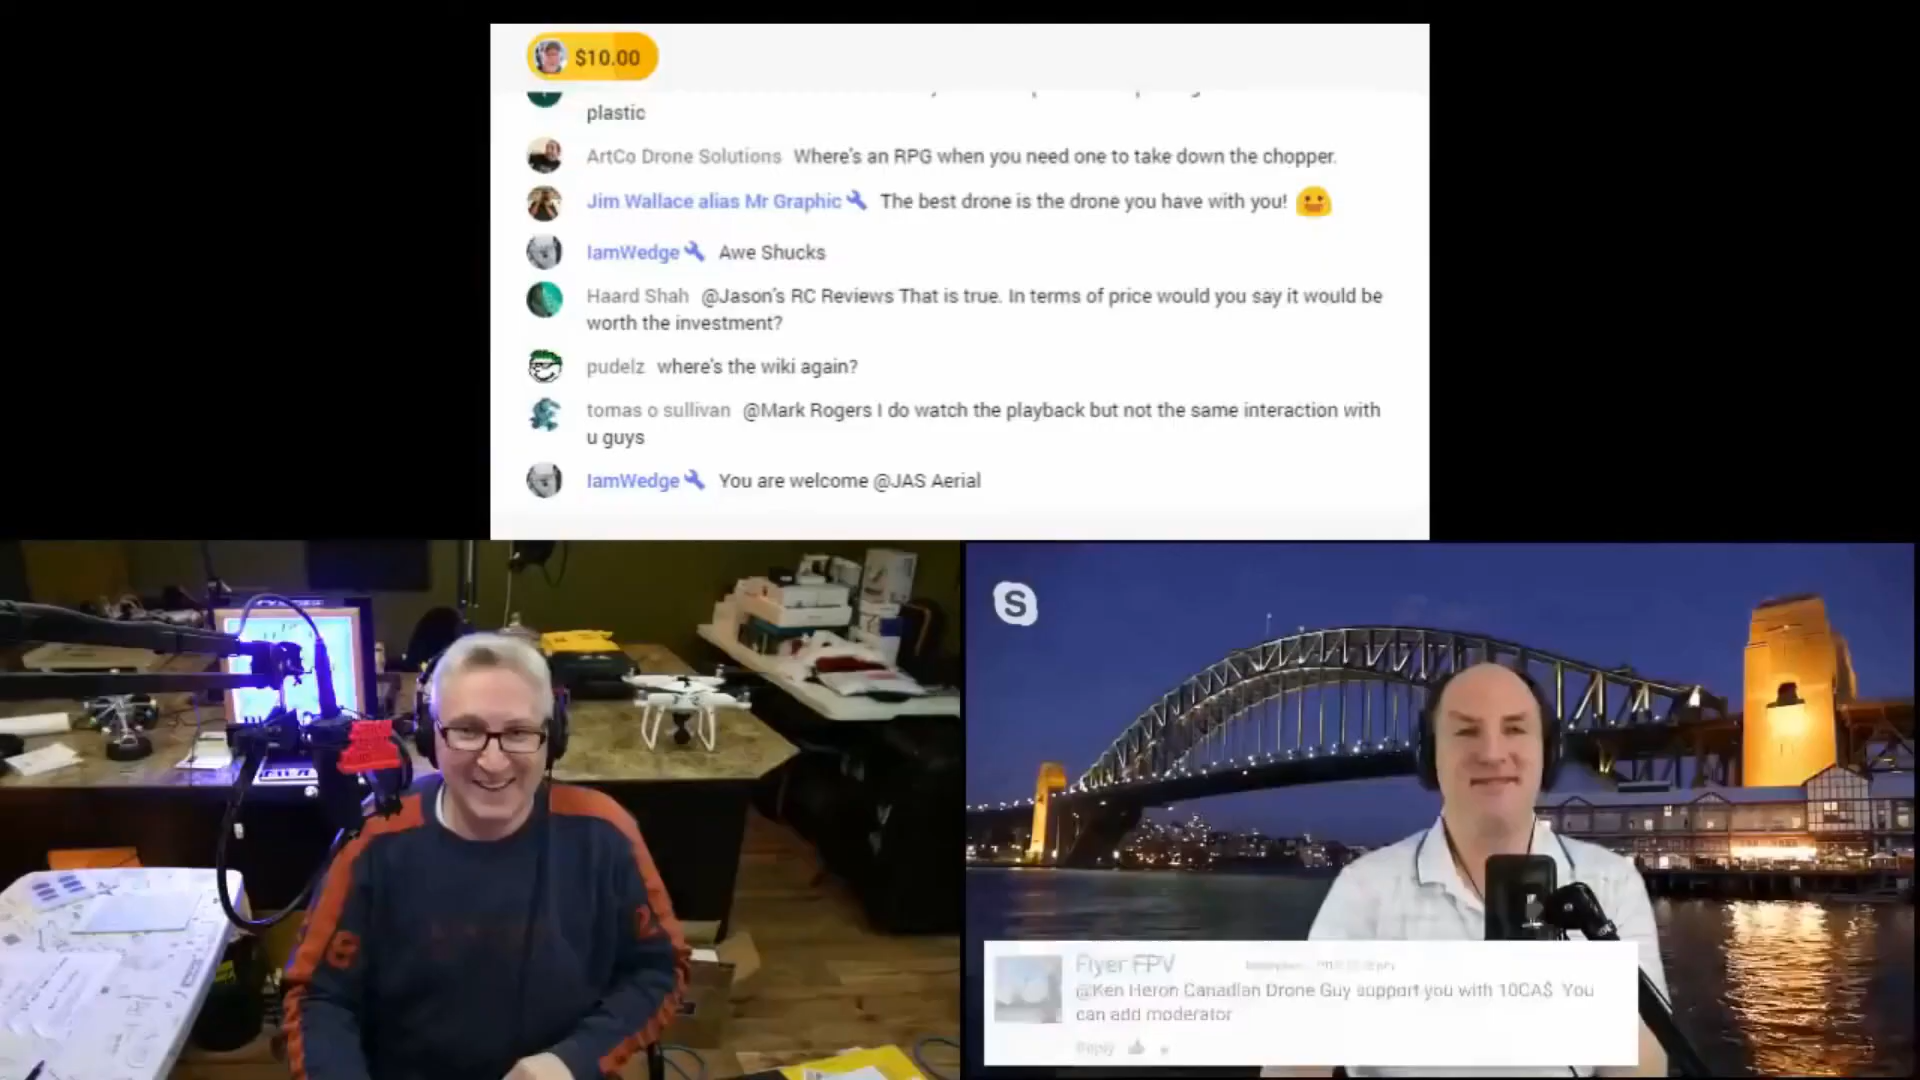 $10.00
plastic
ArtCo Drone Solutions Where's an RPG when you need one to take down the chopper.
Jim Wallace alias Mr Graphic The best drone is the drone you have with you!
IamWedge Awe Shucks
Haard Shah @Jason's RC Reviews That is true. In terms of price would you say it would be
worth the investment?
pudelz where's the wiki again?
tomas o sullivan @Mark Rogers I do watch the playback but not the same interaction with
u guys
IamWedge You are welcome @JAS Aerial
S
Flyer FPV
@Ken Heron Canadian Drone Guy support you with 10CA$ You
can add moderator
Reply